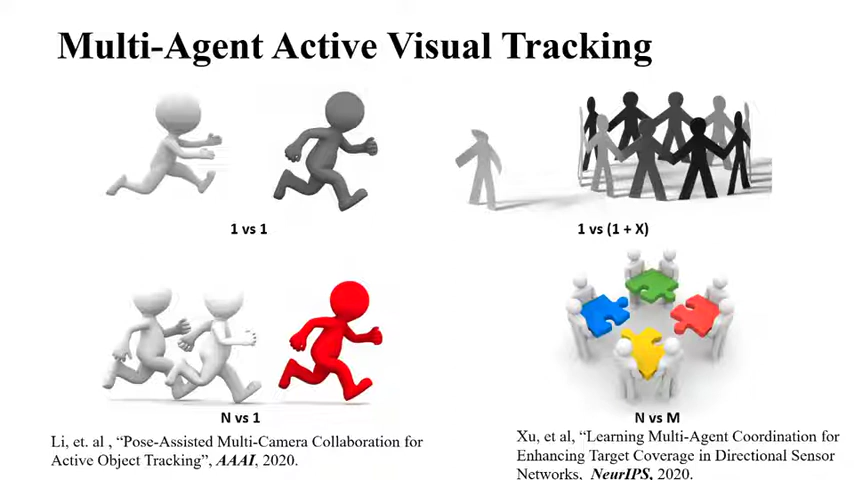 Multi-Agent Active Visual Tracking
1 vs 1
1 vs (1 + X)
N vs 1
Li, et. al , “Pose-Assisted Multi-Camera Collaboration for
Active Object Tracking”, AAAI, 2020.
N vs M
Xu, et al, “Learning Multi-Agent Coordination for
Enhancing Target Coverage in Directional Sensor
Networks, NeurIPS, 2020.